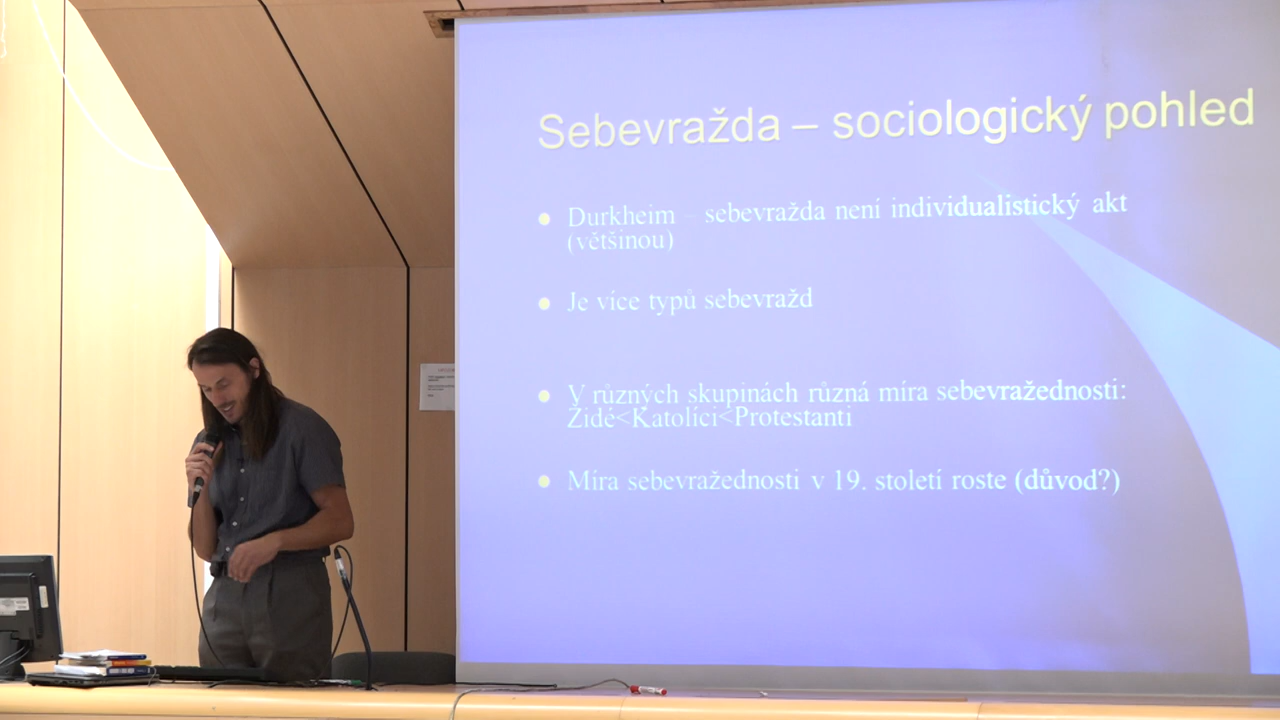 Sebevražda – sociologický pohled
Durkheim – sebevražda není individualistický akt
(většinou)
Je více typů sebevražd
V různých skupinách různá míra sebevražednosti:
Židé<Katolíci<Protestanti
Míra sebevražednosti v 19. století roste (důvod?)